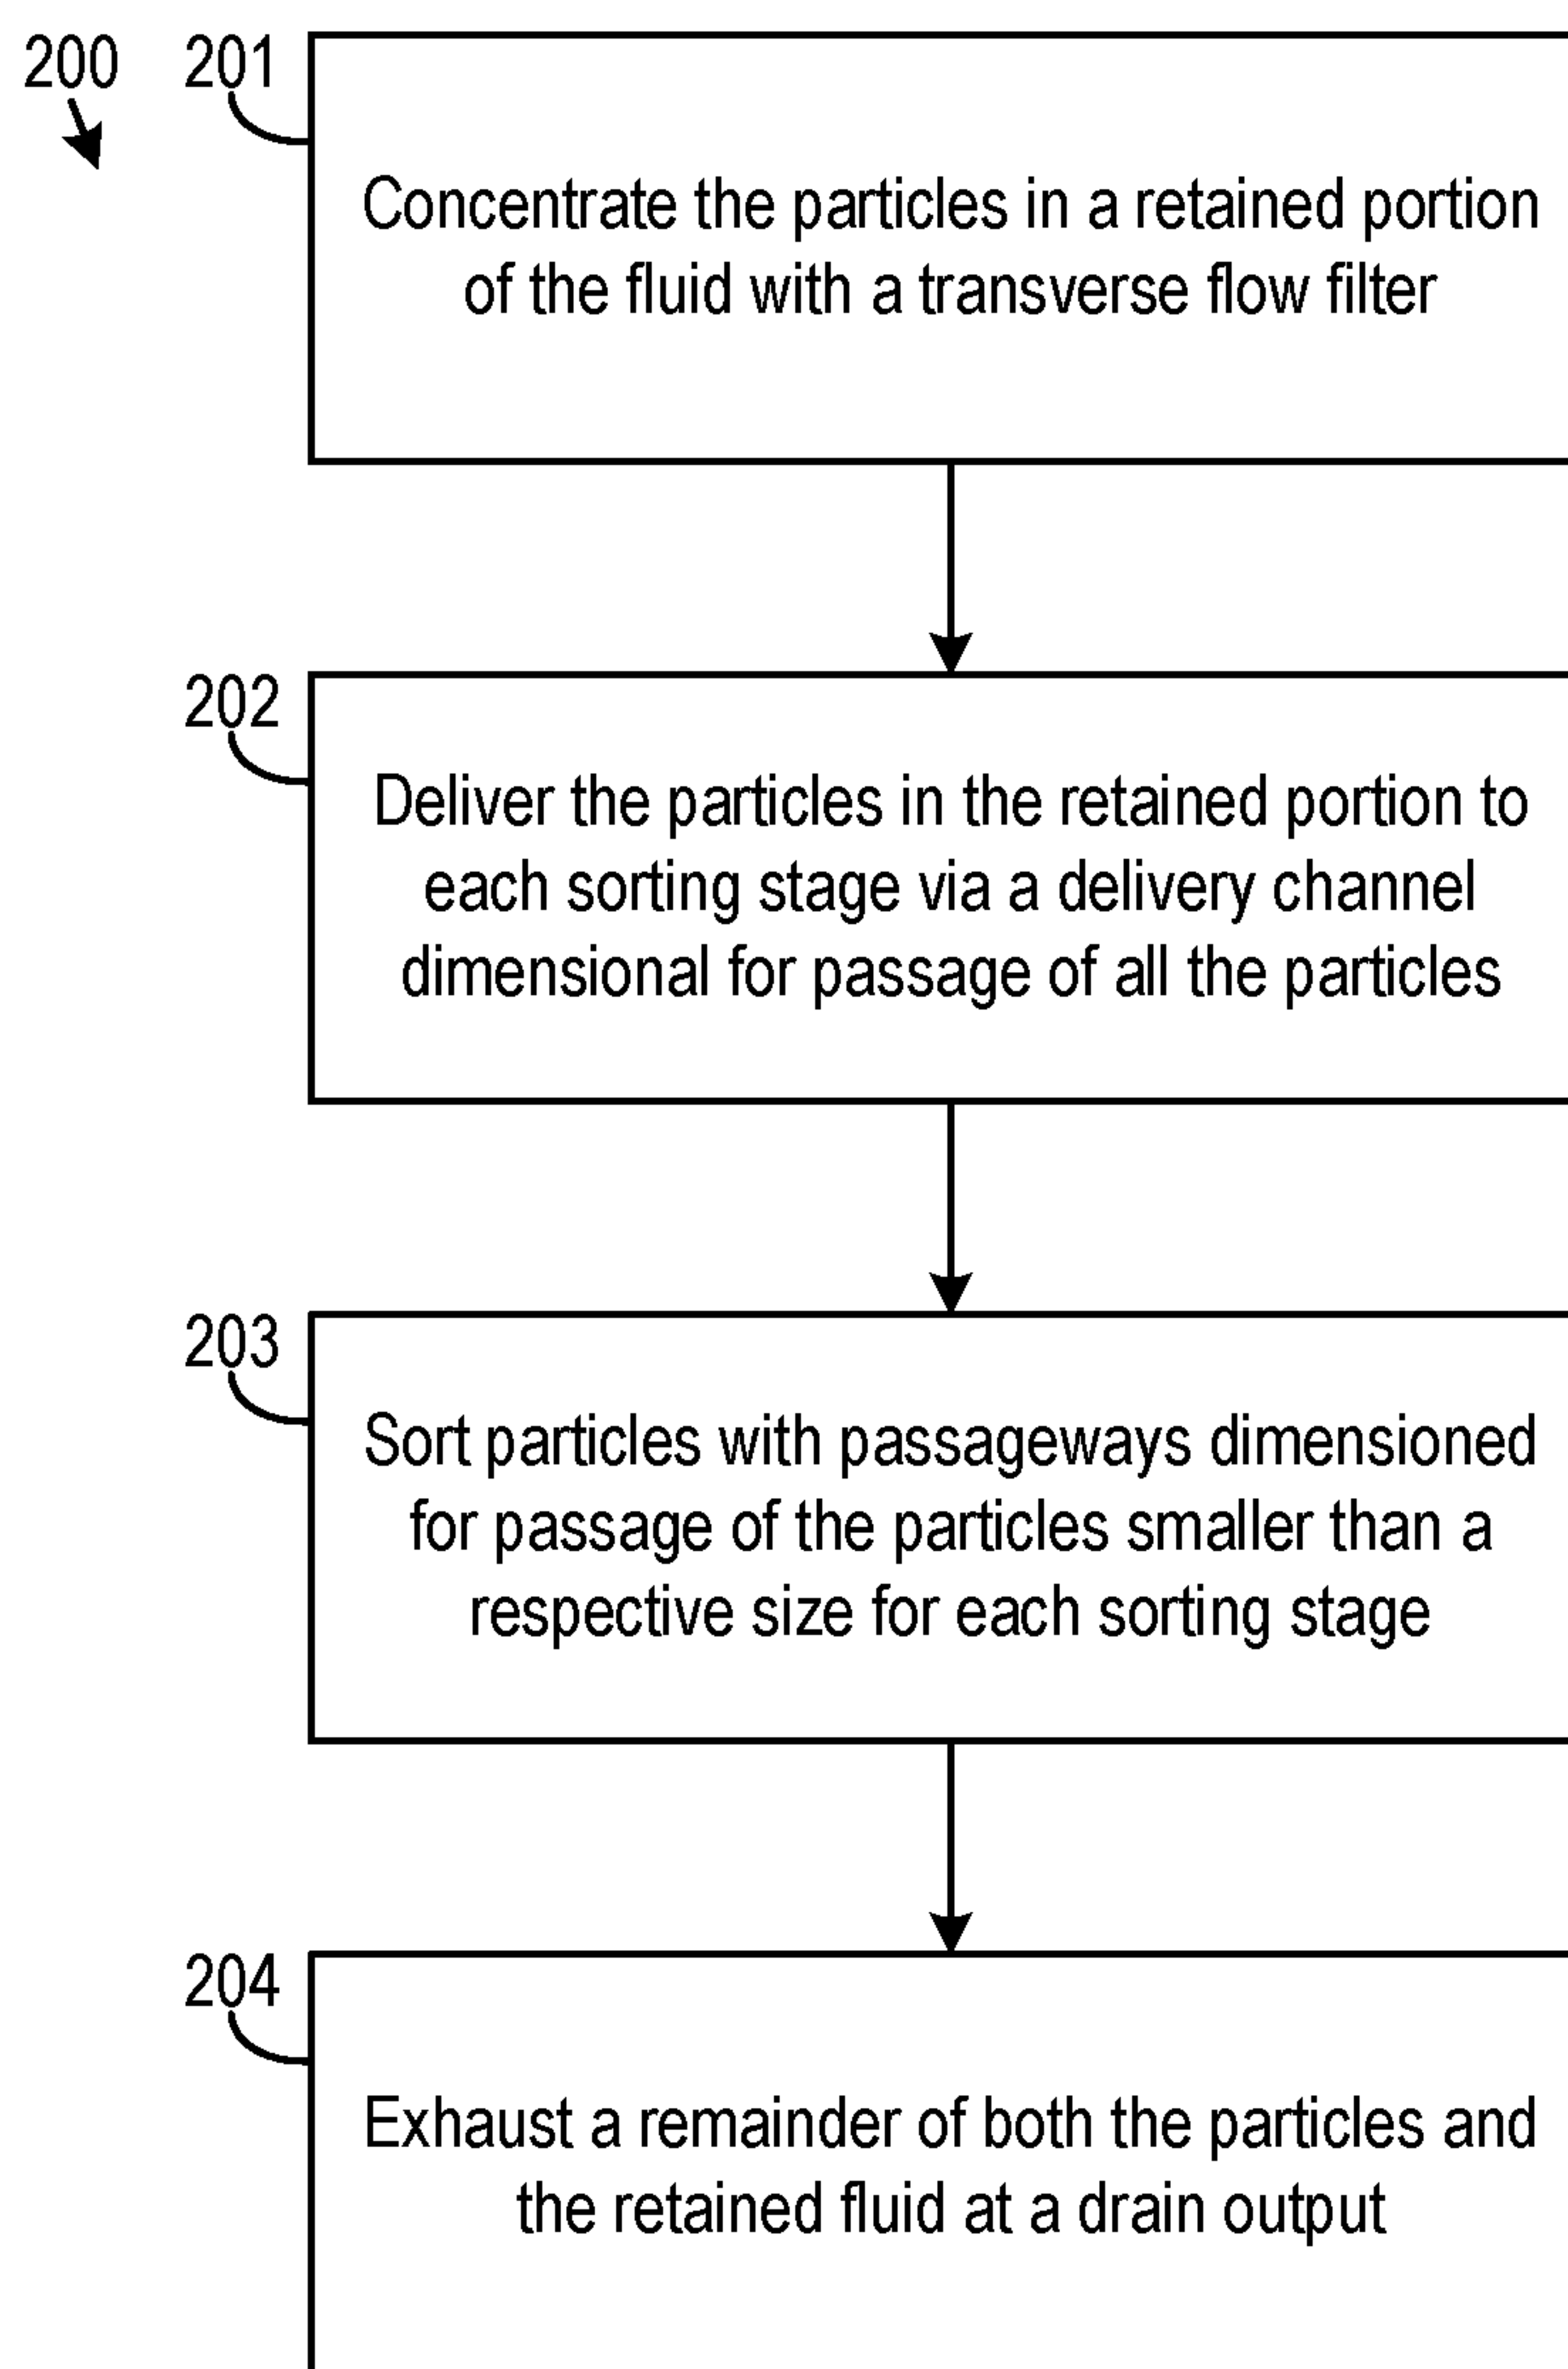 200
201
Concentrate the particles in a retained portion
of the fluid with a transverse flow filter
202
Deliver the particles in the retained portion to
each sorting stage via a delivery channel
dimensional for passage of all the particles
203
Sort particles with passageways dimensioned
for passage of the particles smaller than a
respective size for each sorting stage
204
Exhaust a remainder of both the particles and
the retained fluid at a drain output